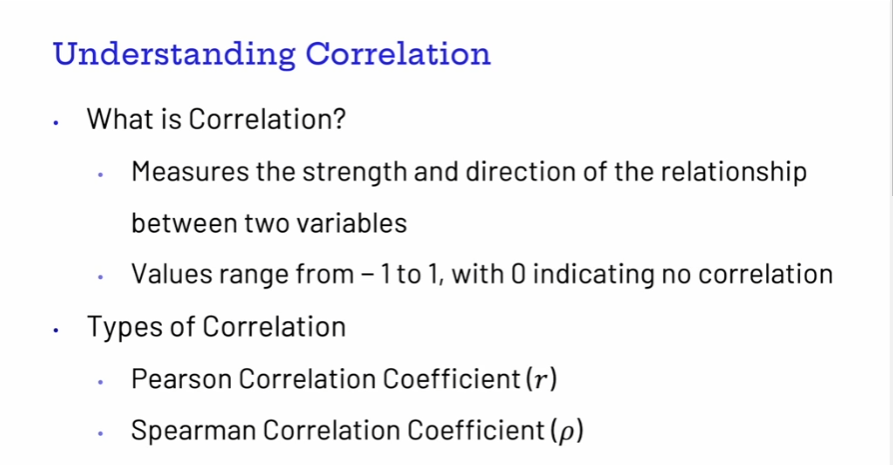 Understanding Correlation
• What is Correlation?
• Measures the strength and direction of the relationship
between two variables
• Values range from – 1 to 1, with 0 indicating no correlation
• Types of Correlation
• Pearson Correlation Coefficient (r)
• Spearman Correlation Coefficient (ρ)